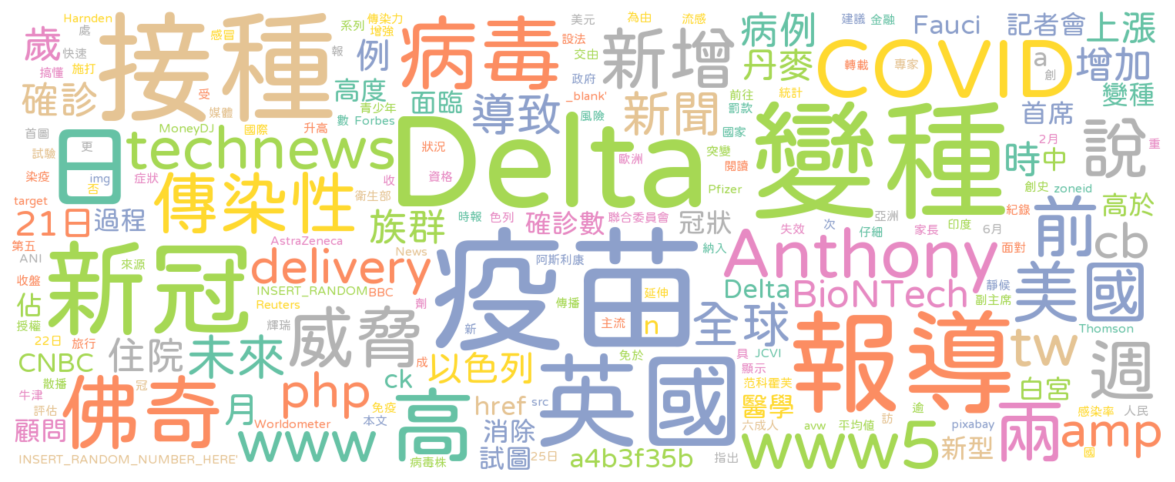 Harnden
處
歲
快速
搞懂
施打
確診
接種
感冒
傳染力
增強
系列
報
例
高度
病毒
面臨
青少年
數
Forbes
美元
設法
交由
導致
_blank'
為由
新增
政府
風險
新聞
流感
前往
罰款
國家
病例
丹麥
建議
金融
轉載
專家
統計
COVID
Fauci
首席
記者會
a
創
增加
上漲
變種
首圖
試驗
更
日
染疫
img
否
target
MoneyDJ
受
媒體
國際
升高
technews
症狀
傳染性
衛生部
收
狀況
資格
Delta
歐洲
突變
閱讀
Pfizer
變種
時
中
2月
說
重
創史
zoneid
紀錄
21日
過程
第五
ANI
收盤
來源
授權
22日
旅行
新冠
AstraZeneca
delivery
INSERT_RANDOM
BBC
Reuters
族群
時報
色列
News
阿斯利康
確診數
聯合委員會
冠狀
納入
傳播
延伸
n
主流
新
疫苗
失效
次
仔細
亞洲
家長
印度
6月
面對
Anthony
Delta
BioNTech
靜候
副主席
前
cb
高於
美國
Thomson
佔
CNBC
散播
牛津
評估
住院
冠
未來
威脅
輝瑞
劑
成
以色列
免於
全球
具
JCVI
顯示
范科霍芙
報導
tw
週
白宮
感染率
人民
顧問
佛奇
月
php
Worldometer
免疫
本文
ck
高
href
src
英國
醫學
六成人
avw
平均值
訪
逾
pixabay
國
兩
amp
INSERT_RANDOM_NUMBER_HERE'
www
病毒株
消除
試圖
25日
a4b3f35b
指出
www5
新型